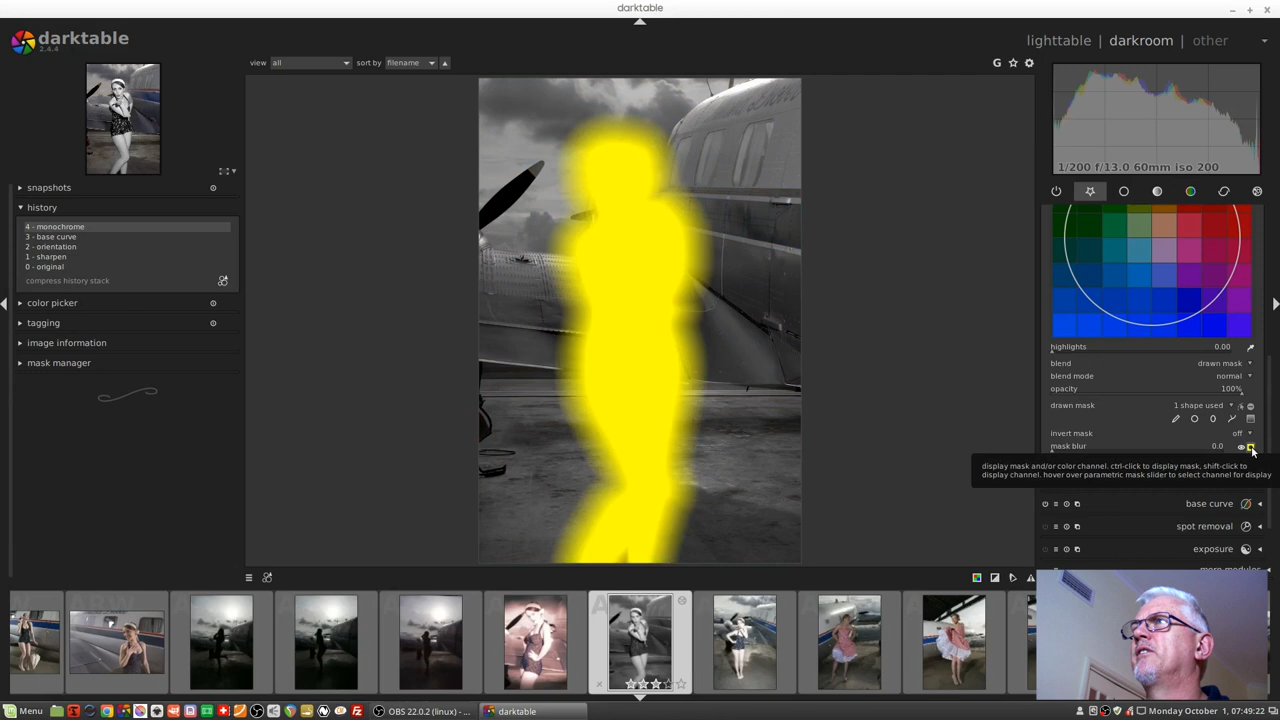 darktable
darktable
2.4.4
lighttable | darkroom | other
view all sort by filename
1/200 f/13.0 60mm iso 200
snapshots
history
4 - monochrome
3 - base curve
2 - orientation
1 - sharpen
0 - original
compress history stack
color picker
tagging
image information
mask manager
highlights 0.00
blend drawn mask
blend mode normal
opacity 100%
drawn mask 1 shape used
invert mask off
mask blur 0.0
display mask and/or color channel. ctrl-click to display mask, shift-click to
display channel. hover over parametric mask slider to select channel for display
base curve
spot removal
exposure
more modules
Menu
OBS 22.0.2 (linux) - ...
darktable
Monday October 1, 07:49:22